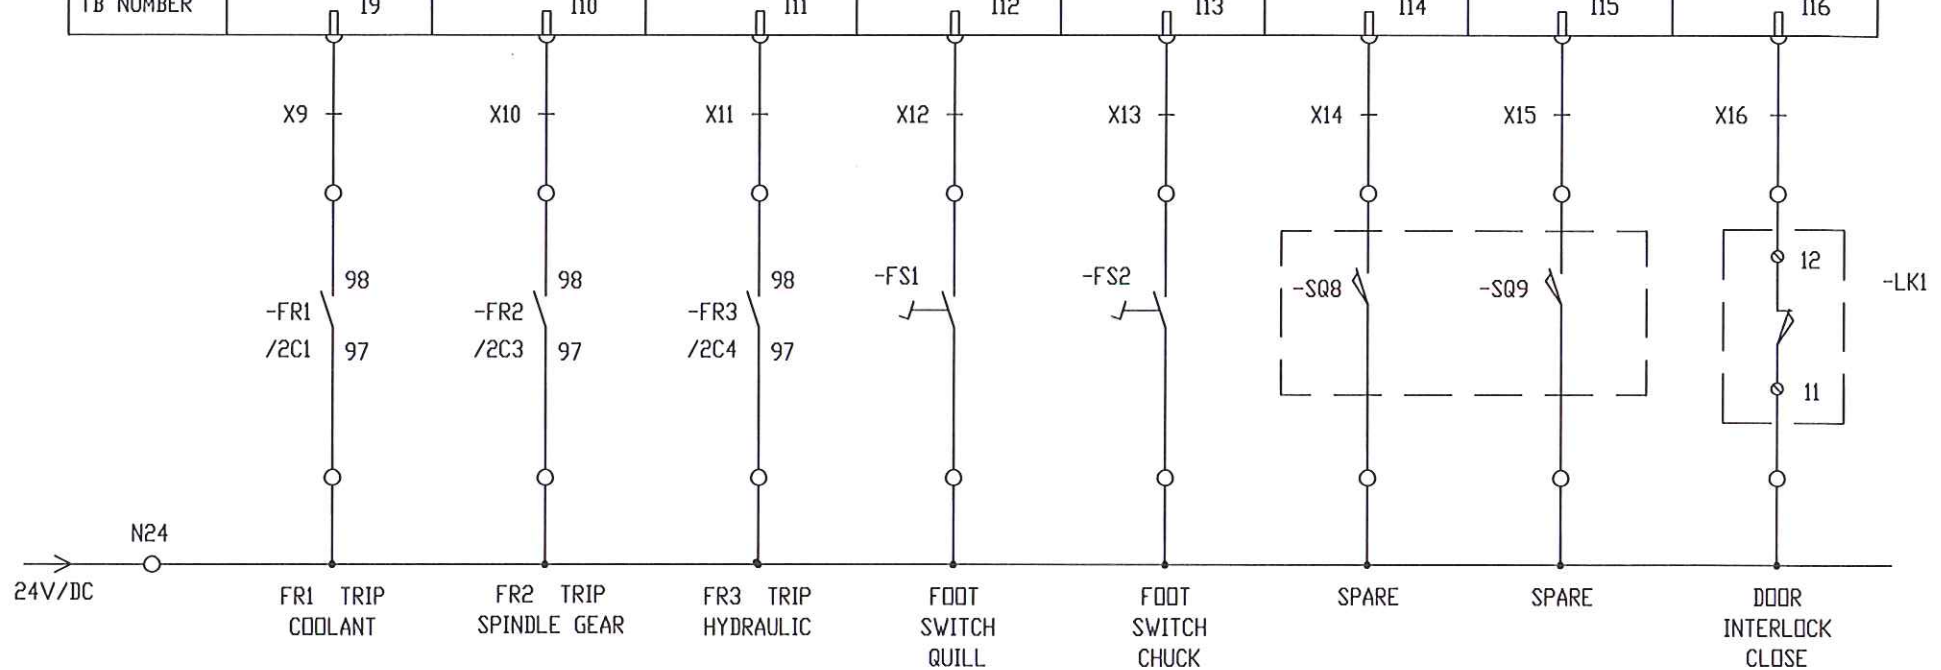 TB NUMBER I9 I10 I11 I12 I13 I14 I15 I16
X9 X10 X11 X12 X13 X14 X15 X16
98 98 98 -FS1 -FS2 -SQ8 -SQ9 12 -LK1
-FR1 -FR2 -FR3
/2C1 97 /2C3 97 /2C4 97
11
N24
24V/DC
FR1 TRIP
COOLANT
FR2 TRIP
SPINDLE GEAR
FR3 TRIP
HYDRAULIC
FOOT
SWITCH
QUILL
FOOT
SWITCH
CHUCK
SPARE
SPARE
DOOR
INTERLOCK
CLOSE